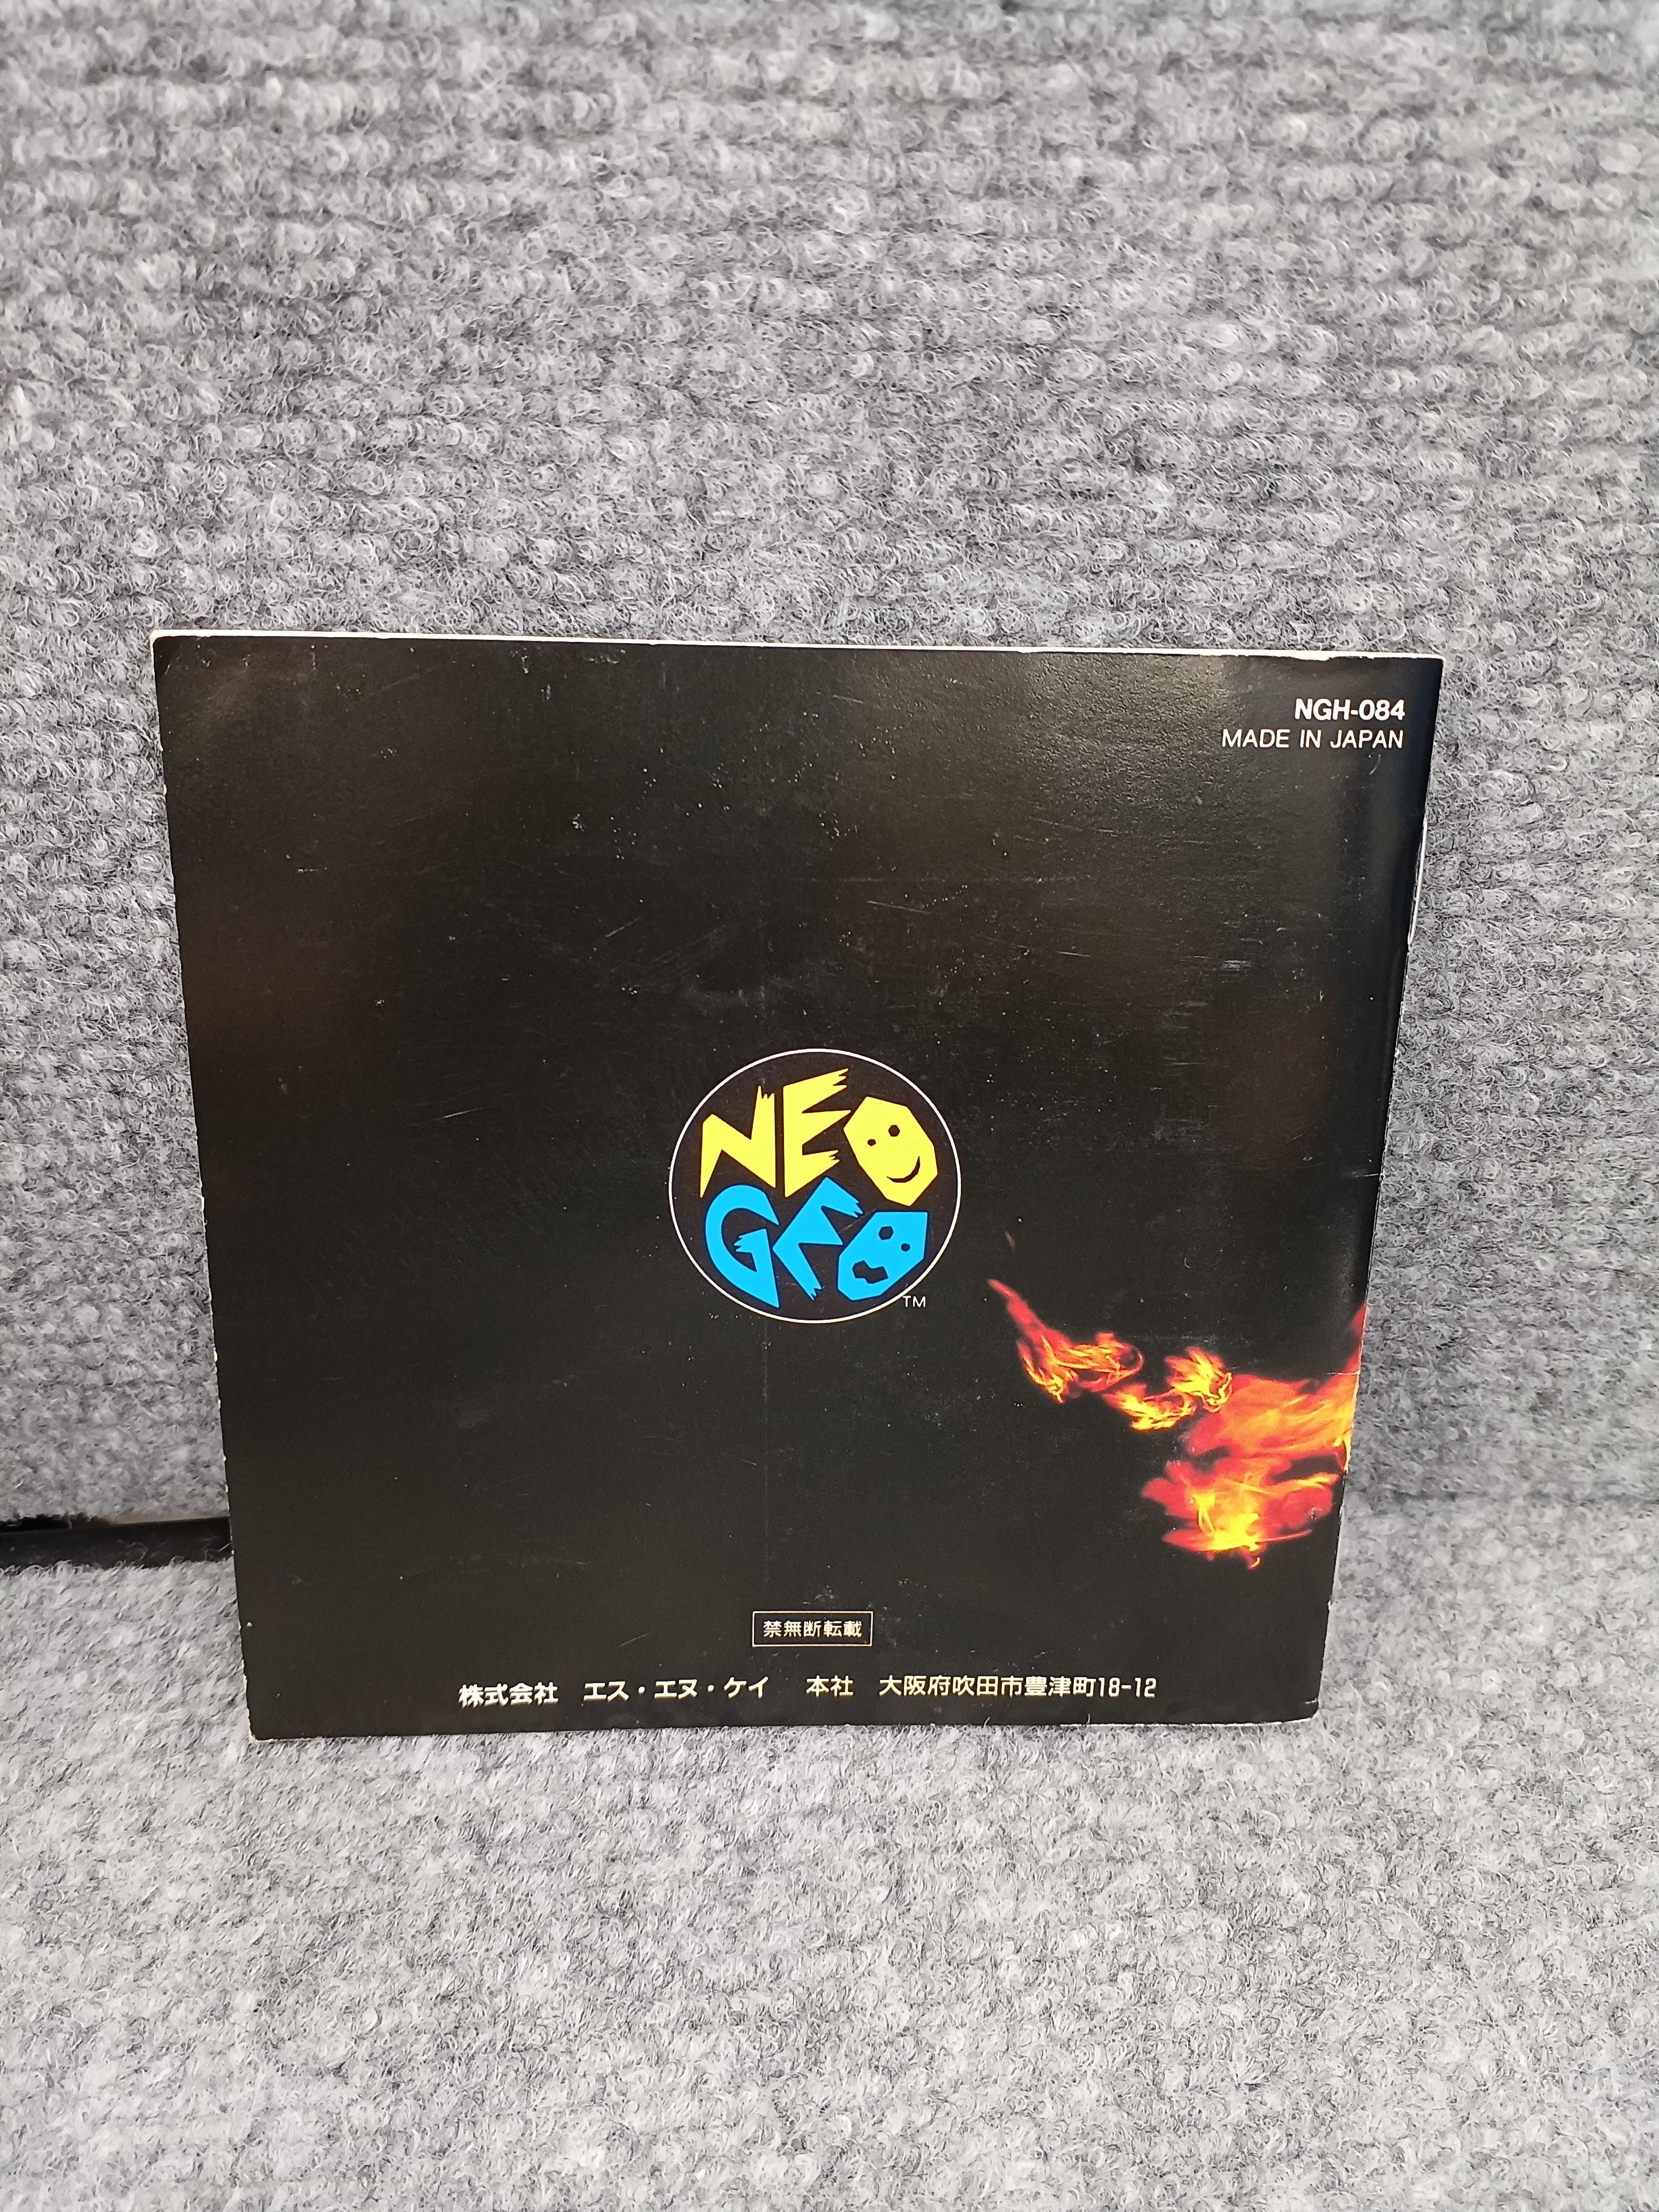 NGH-084
MADE IN JAPAN
NEO
GEO
TM
禁無断転載
株式会社 エス・エヌ・ケイ 本社 大阪府吹田市豊津町18-12